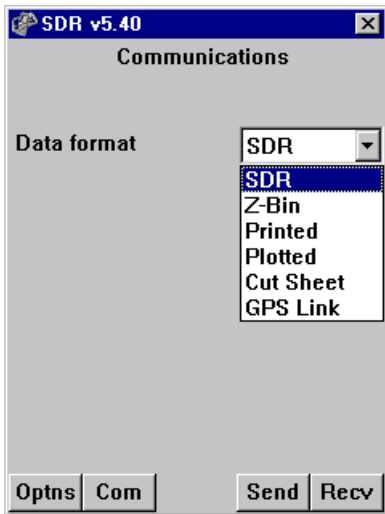 SDR v5.40
Communications
Data format SDR
SDR
Z-Bin
Printed
Plotted
Cut Sheet
GPS Link
Optns Com Send Recv